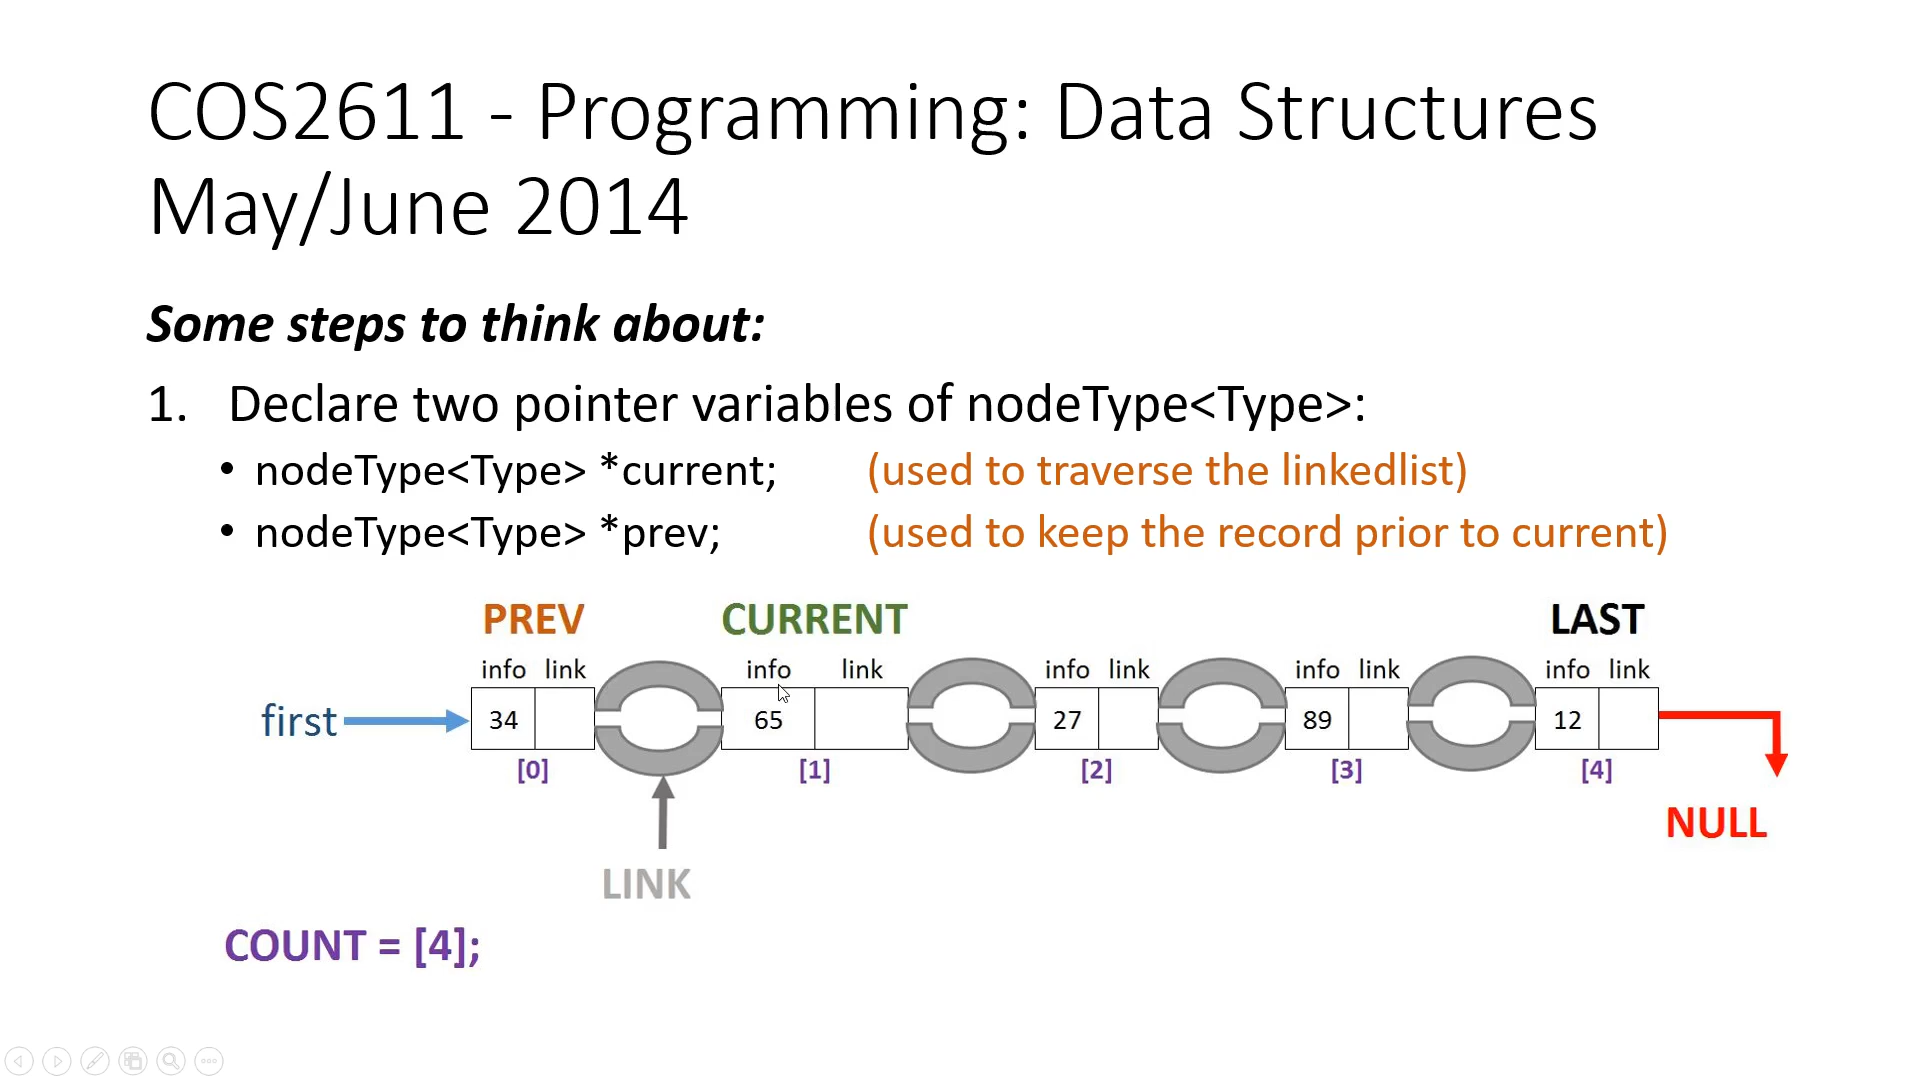 COS2611 - Programming: Data Structures
May/June 2014
Some steps to think about:
1. Declare two pointer variables of nodeType<Type>:
• nodeType<Type> *current; (used to traverse the linkedlist)
• nodeType<Type> *prev; (used to keep the record prior to current)
PREV CURRENT LAST
info link info link info link info link info link
first 34 65 27 89 12
[0] [1] [2] [3] [4]
NULL
LINK
COUNT = [4];